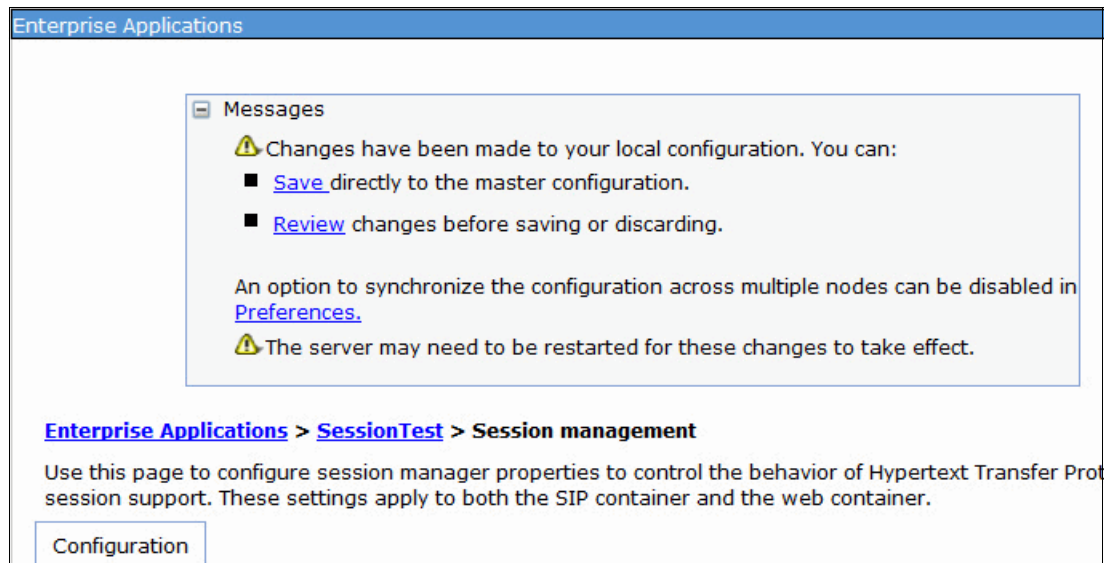 Enterprise Applications
Messages
Changes have been made to your local configuration. You can:
Save directly to the master configuration.
Review changes before saving or discarding.
An option to synchronize the configuration across multiple nodes can be disabled in
Preferences.
The server may need to be restarted for these changes to take effect.
Enterprise Applications > SessionTest > Session management
Use this page to configure session manager properties to control the behavior of Hypertext Transfer Prot
session support. These settings apply to both the SIP container and the web container.
Configuration